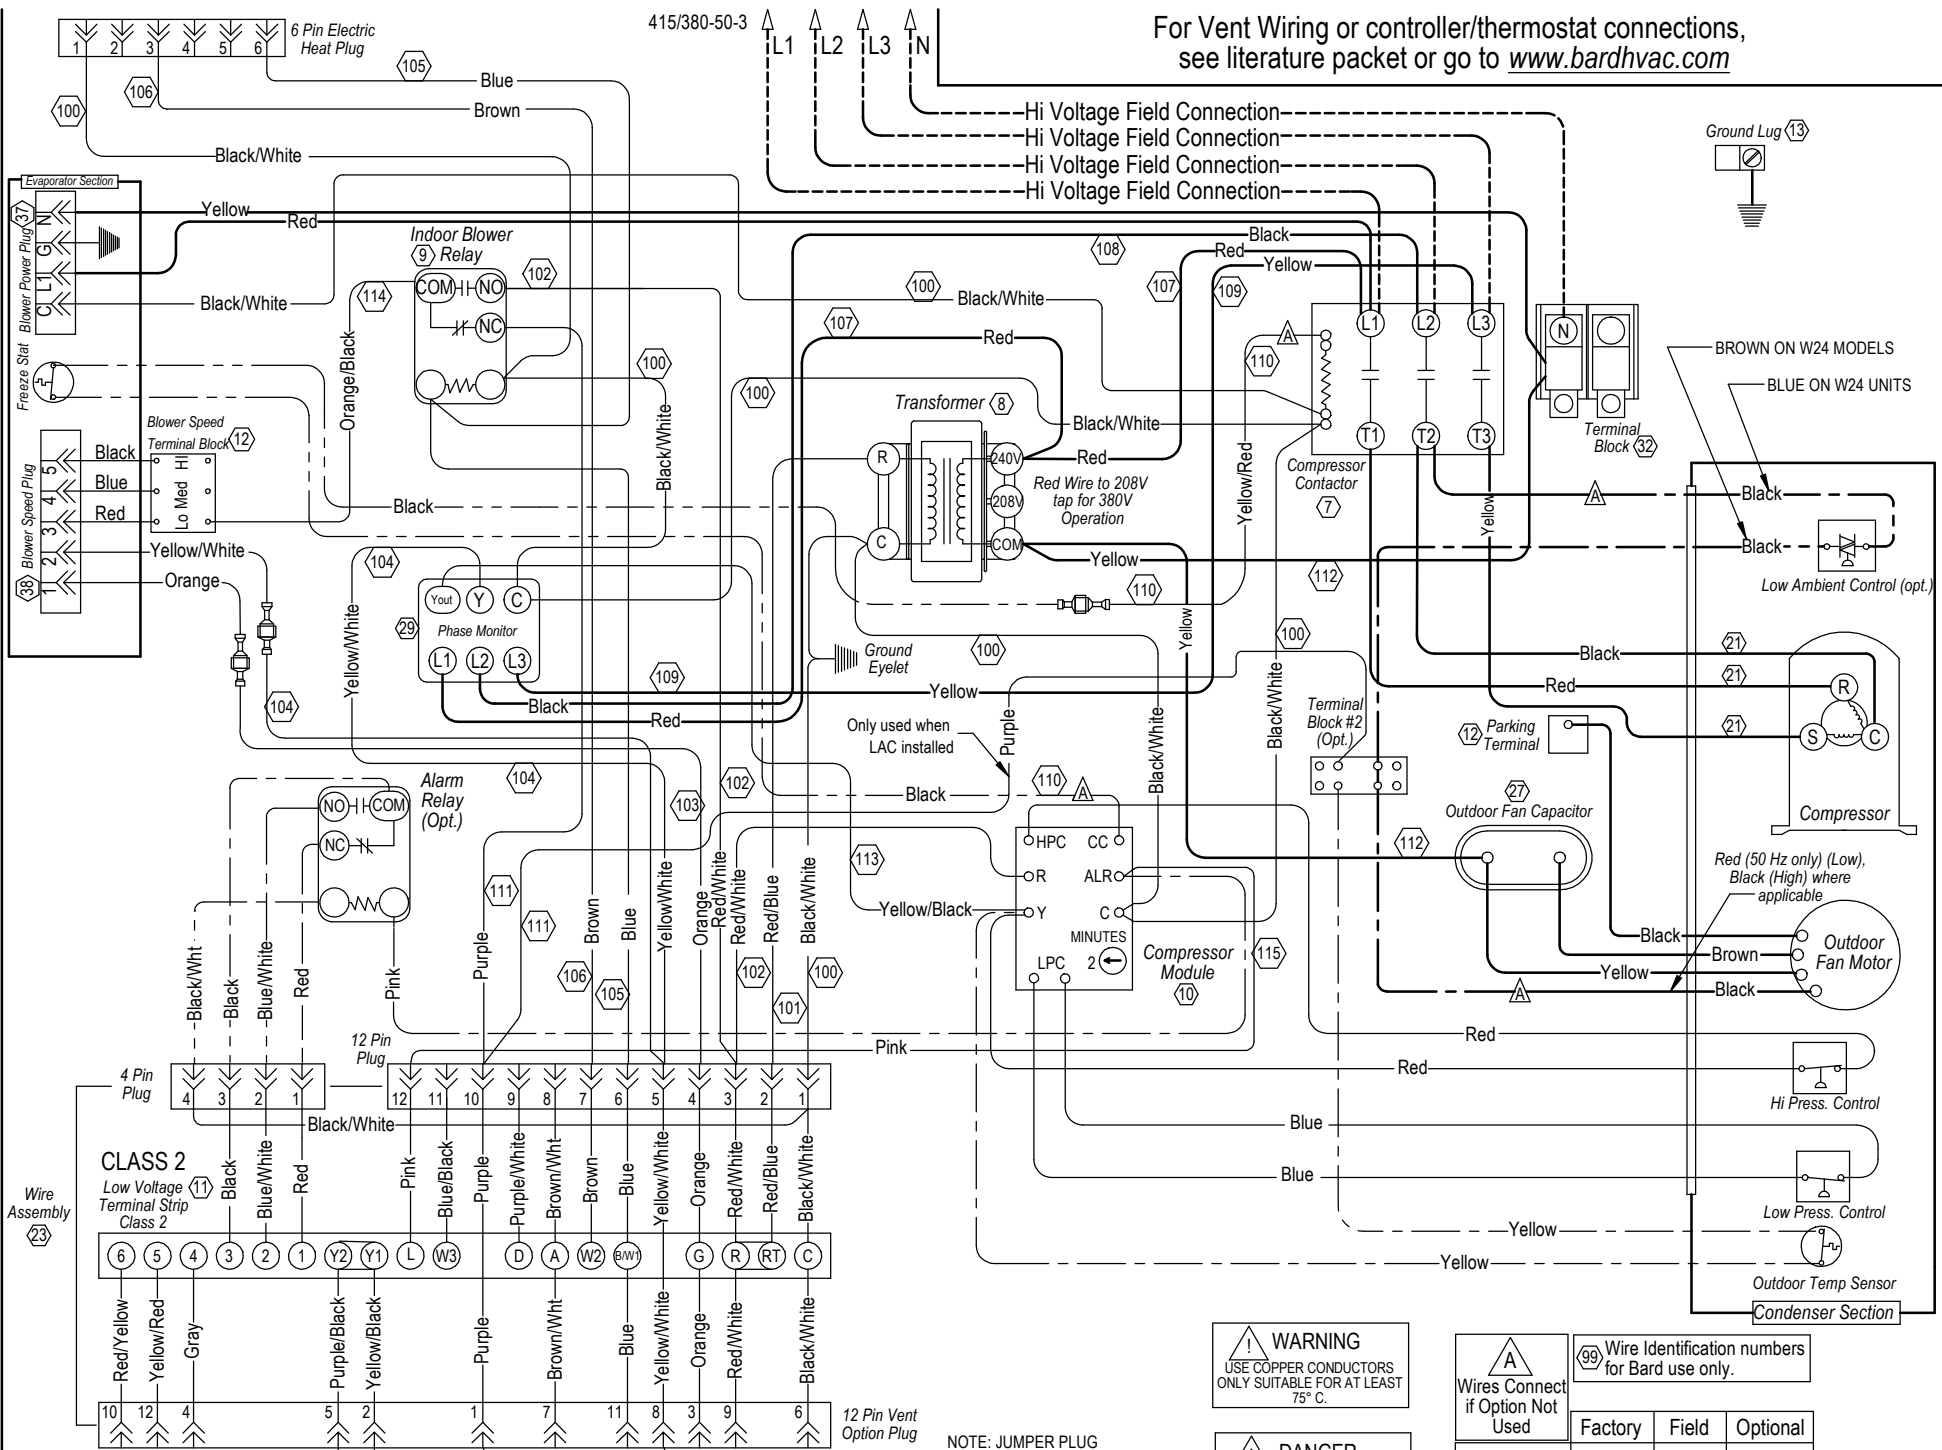 415/380-50-3
L1
L2
L3
N
For Vent Wiring or controller/thermostat connections,
see literature packet or go to www.bardhvac.com
6 Pin Electric
Heat Plug
1
2
3
4
5
6
105
Blue
106
Brown
100
Black/White
Hi Voltage Field Connection
Hi Voltage Field Connection
Hi Voltage Field Connection
Hi Voltage Field Connection
Ground Lug 13
Evaporator Section
37
Blower Power Plug
N
G
L1
C
Yellow
Red
Black/White
Indoor Blower
9 Relay
COM
NO
NC
102
114
Orange/Black
100
Black/White
108
Black
Red
107
Yellow
109
100
Black/White
107
Red
Freeze Stat
Blower Speed
Terminal Block 12
HI
Med
Lo
38
Blower Speed Plug
5
4
3
2
1
Black
Blue
Red
Yellow/White
Orange
Black
104
Transformer 8
R
C
240V
208V
COM
Red
Red Wire to 208V
tap for 380V
Operation
Yellow
100
Black/White
A
110
Yellow/Red
L1
L2
L3
T1
T2
T3
Compressor
Contactor
7
N
Terminal
Block 32
BROWN ON W24 MODELS
BLUE ON W24 UNITS
A
Black
Black
Low Ambient Control (opt.)
Yellow
112
110
104
Yellow/White
Yout
Y
C
29
Phase Monitor
L1
L2
L3
109
Yellow
Black
Red
Ground
Eyelet
100
Yellow
100
Black/White
Purple
Only used when
LAC installed
Black/White
Terminal
Block #2
(Opt.)
12 Parking
Terminal
Black
21
Red
21
21
R
S
C
Compressor
Alarm
Relay
(Opt.)
NO
COM
NC
104
103
102
Black
110
A
HPC
CC
R
ALR
Y
C
MINUTES
2
LPC
Compressor
Module
10
115
113
Yellow/Black
27
Outdoor Fan Capacitor
112
Red (50 Hz only) (Low),
Black (High) where
applicable
Outdoor
Fan Motor
Black
Brown
Yellow
A
Black
Black/Wht
Black
Blue/White
Red
Pink
111
Purple
111
Brown
106
Blue
105
YellowWhite
Orange
Red/White
Red/White
102
Red/Blue
101
Black/White
100
Red
Red
Hi Press. Control
Blue
Blue
Low Press. Control
Yellow
Yellow
Outdoor Temp Sensor
Condenser Section
Pink
12 Pin
Plug
4 Pin
Plug
4
3
2
1
12
11
10
9
8
7
6
5
4
3
2
1
Black/White
CLASS 2
Low Voltage 11
Terminal Strip
Class 2
Wire
Assembly
23
Black
Blue/White
Red
Pink
Blue/Black
Purple
Purple/White
Brown/Wht
Brown
Blue
Yellow/White
Orange
Red/White
Red/Blue
Black/White
6
5
4
3
2
1
Y2
Y1
L
W3
D
A
W2
B/W1
G
R
RT
C
Red/Yellow
Yellow/Red
Gray
Purple/Black
Yellow/Black
Purple
Brown/Wht
Blue
Yellow/White
Orange
Red/White
Black/White
10
12
4
5
2
1
7
11
8
3
9
6
12 Pin Vent
Option Plug
NOTE: JUMPER PLUG
! WARNING
USE COPPER CONDUCTORS
ONLY SUITABLE FOR AT LEAST
75° C.
DANGER
A
Wires Connect
if Option Not
Used
99 Wire Identification numbers
for Bard use only.
Factory Field Optional